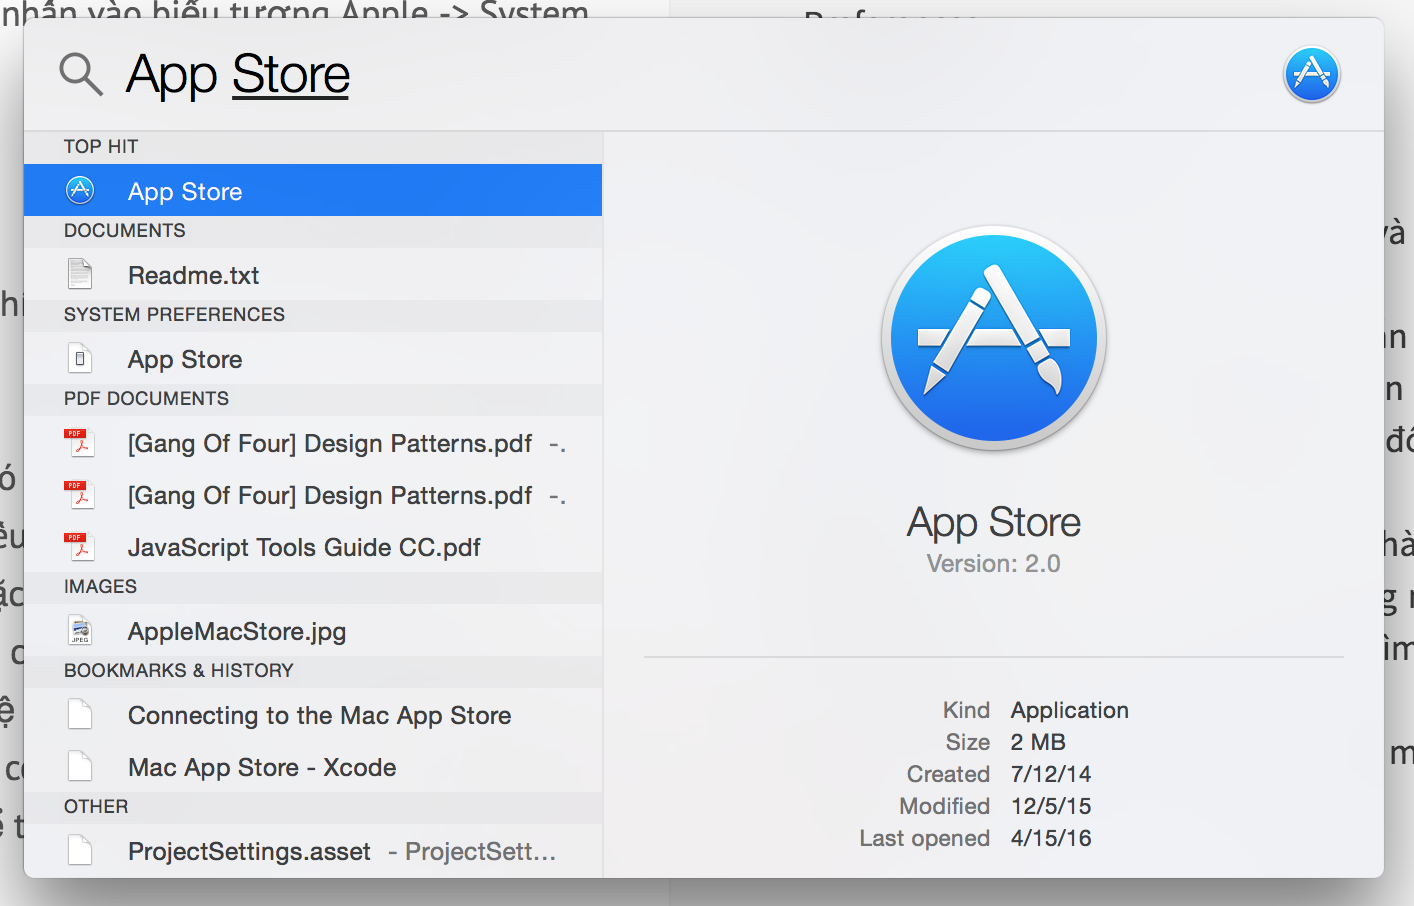 nhấn vào biểu tượng Apple -> System
App Store
TOP HIT
App Store
DOCUMENTS
Readme.txt
SYSTEM PREFERENCES
App Store
PDF DOCUMENTS
[Gang Of Four] Design Patterns.pdf -.
[Gang Of Four] Design Patterns.pdf -.
JavaScript Tools Guide CC.pdf
IMAGES
AppleMacStore.jpg
BOOKMARKS & HISTORY
Connecting to the Mac App Store
Mac App Store - Xcode
OTHER
ProjectSettings.asset - ProjectSett...
App Store
Version: 2.0
Kind Application
Size 2 MB
Created 7/12/14
Modified 12/5/15
Last opened 4/15/16